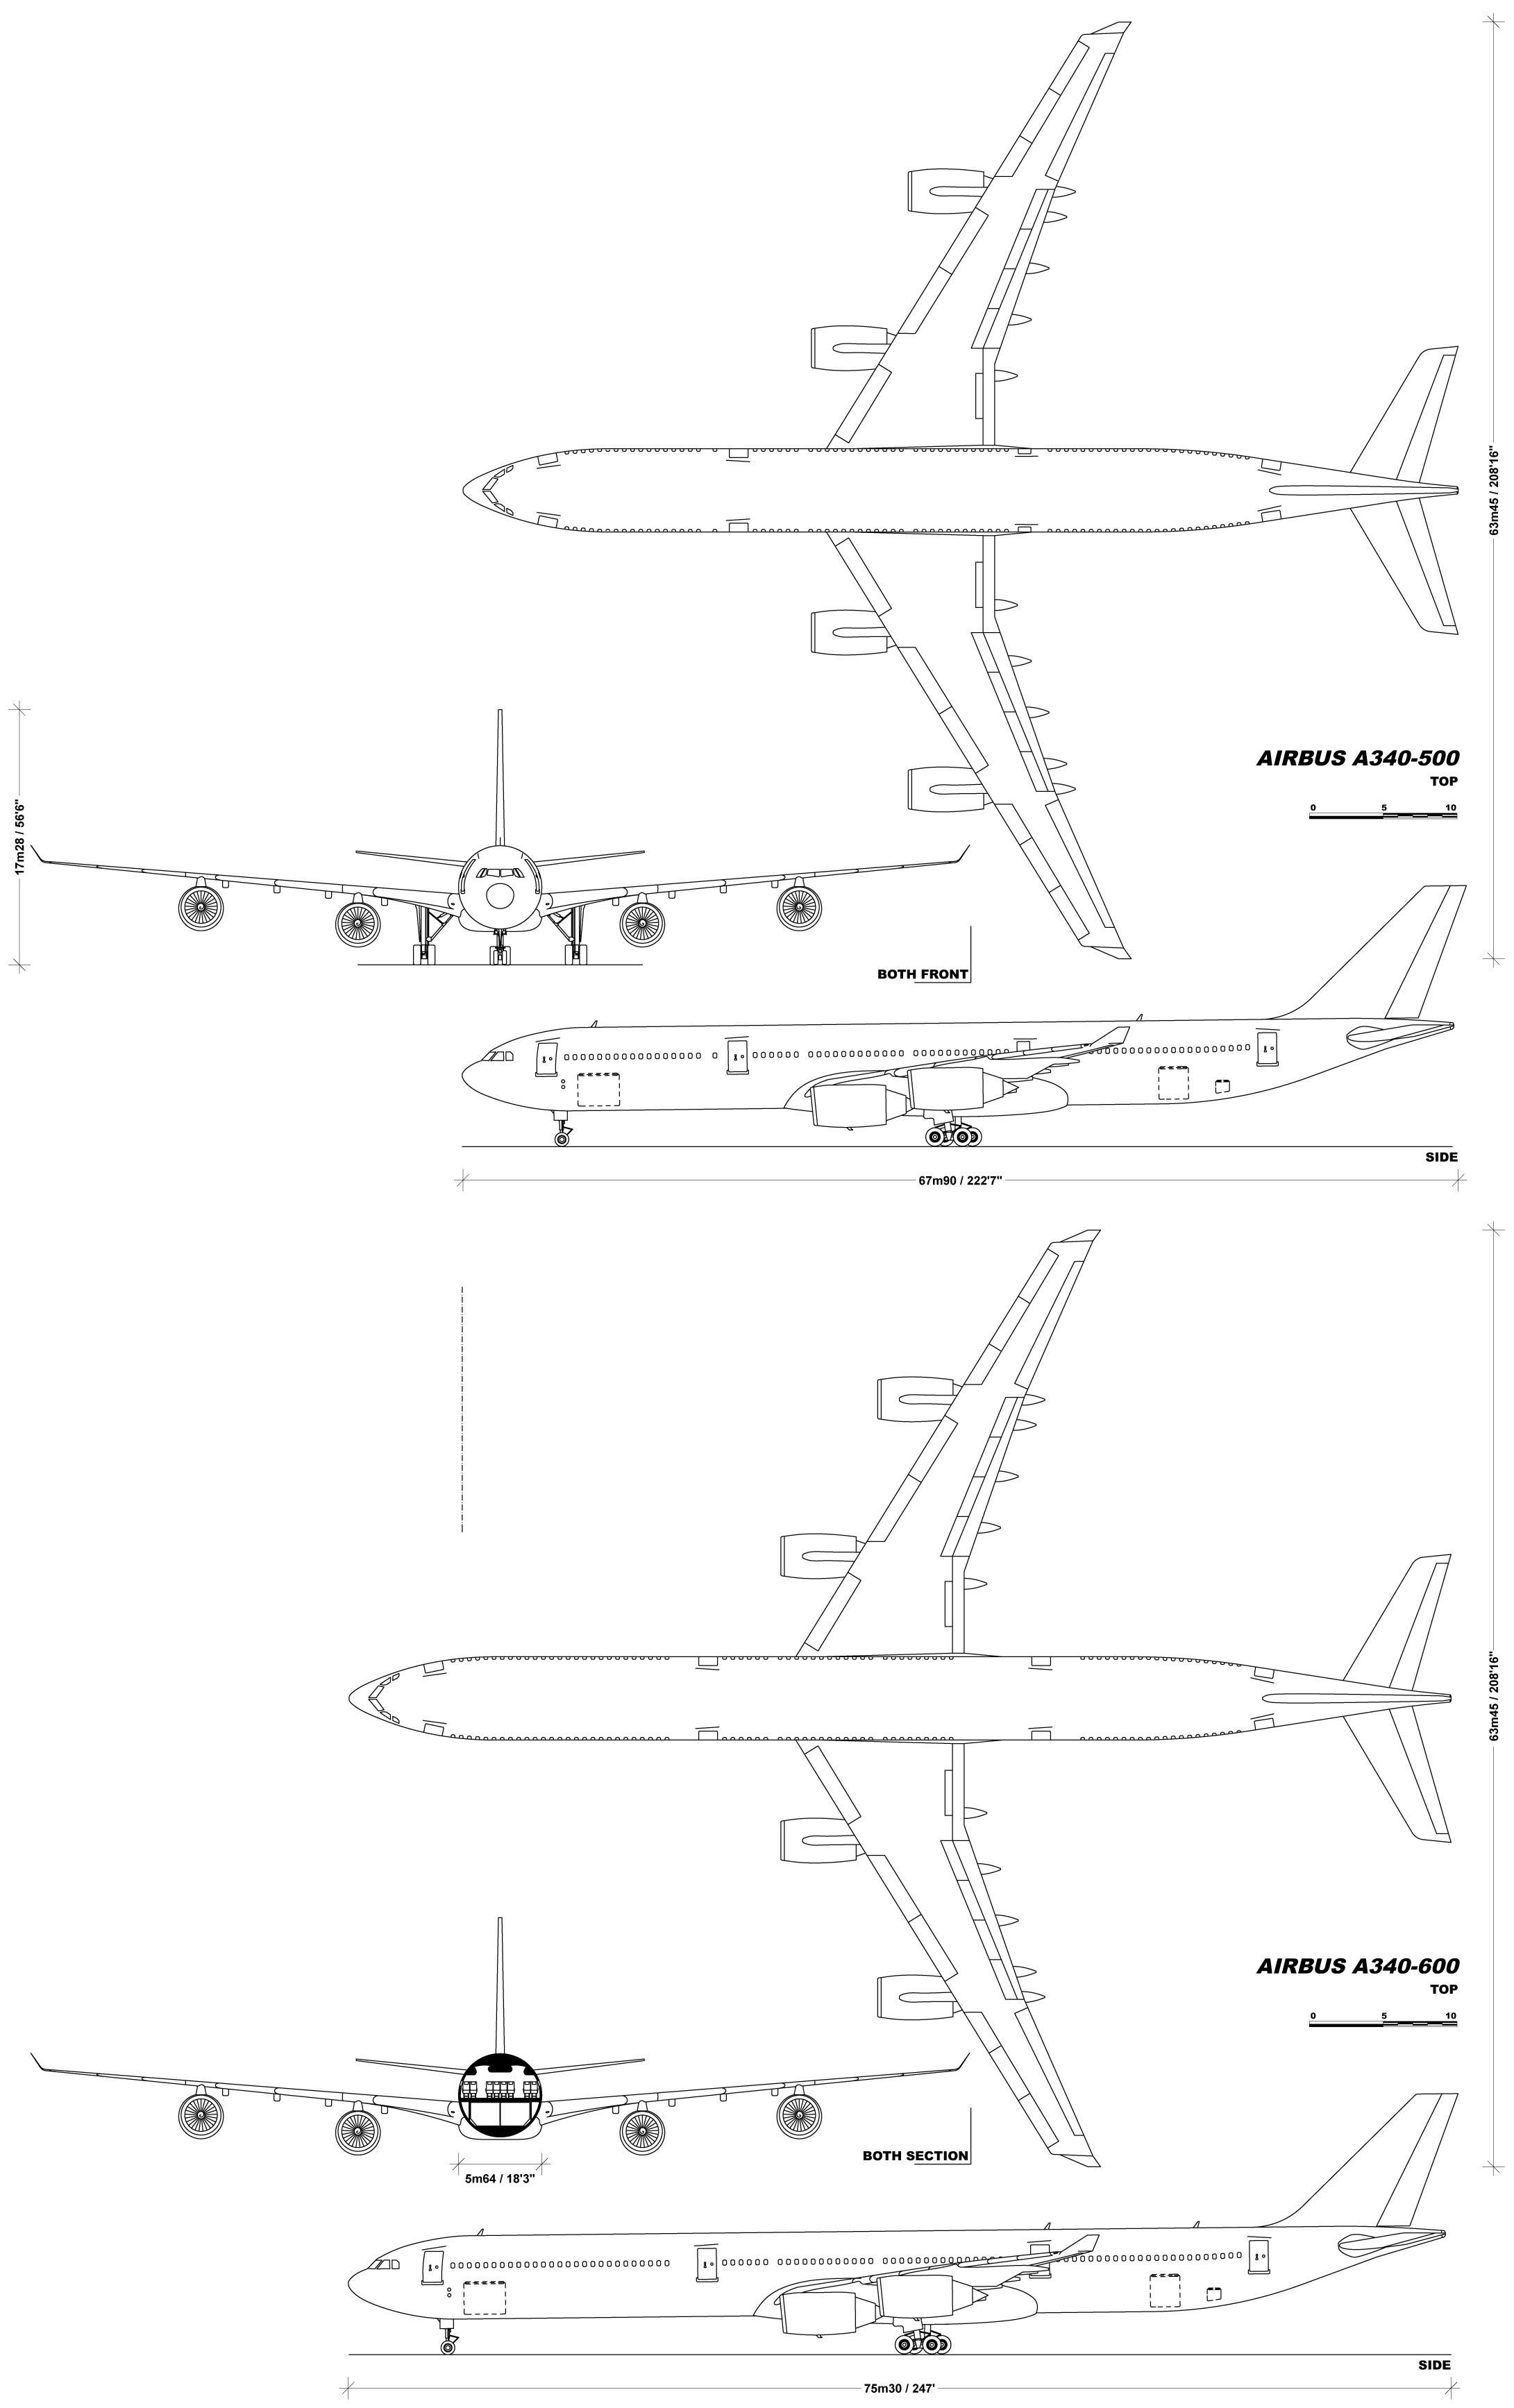 63m45 / 208'16"
AIRBUS A340-500
TOP
0 5 10
17m28 / 56'6"
BOTH FRONT
SIDE
67m90 / 222'7"
63m45 / 208'16"
AIRBUS A340-600
TOP
0 5 10
BOTH SECTION
5m64 / 18'3"
SIDE
75m30 / 247'